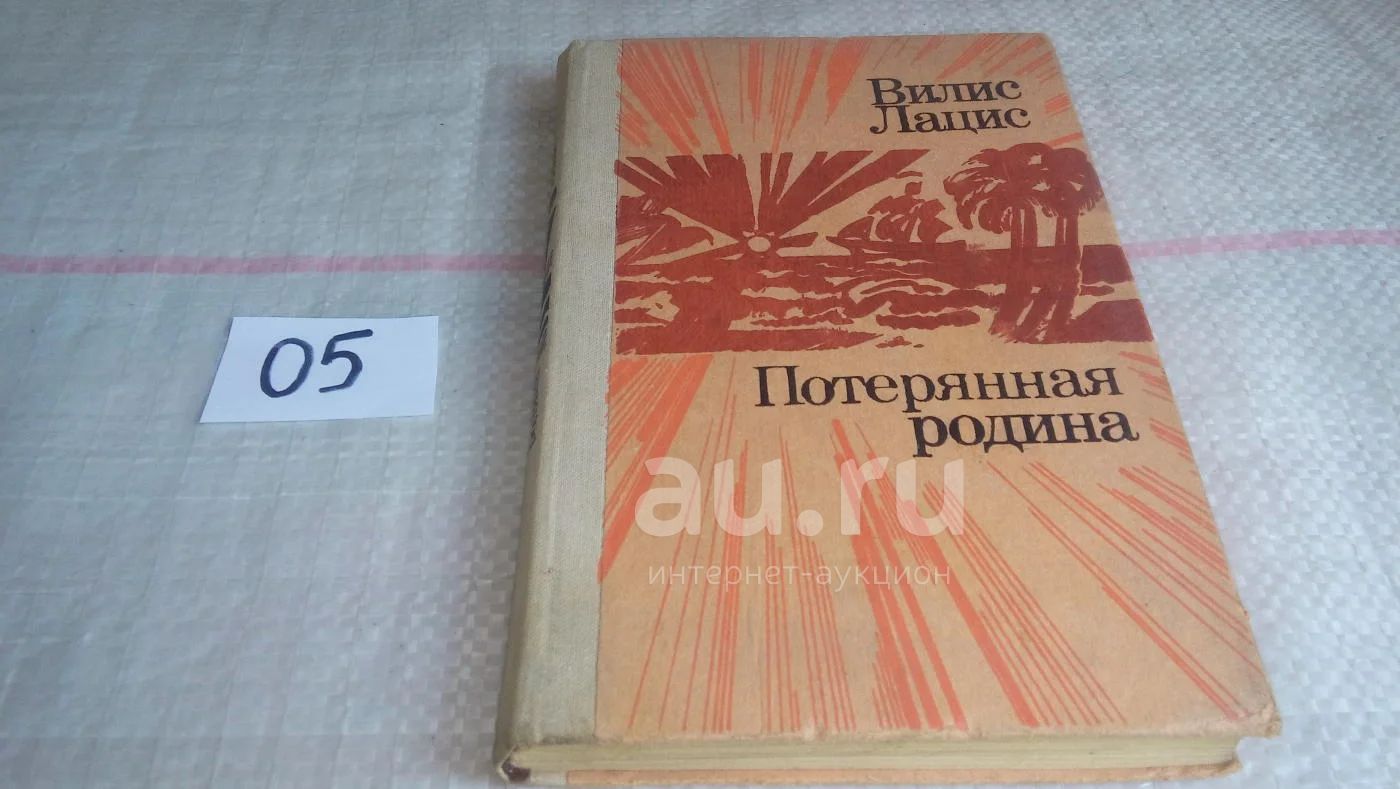 Вилис
Лацис
Потерянная
родина
05
au.ru
интернет-аукцион